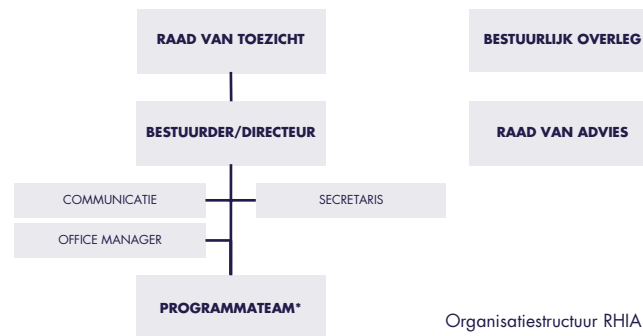 RAAD VAN TOEZICHT
BESTUURLIJK OVERLEG
BESTUURDER/DIRECTEUR
RAAD VAN ADVIES
COMMUNICATIE
SECRETARIS
OFFICE MANAGER
PROGRAMMATEAM*
Organisatiestructuur RHIA